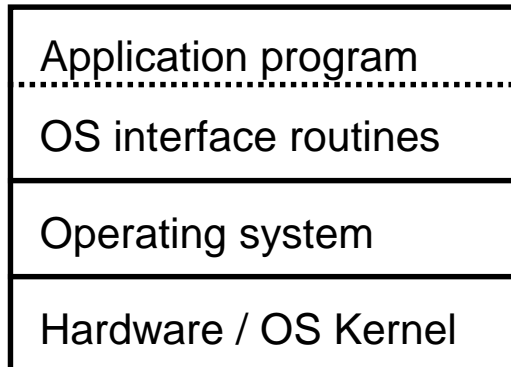 Application program
OS interface routines
Operating system
Hardware / OS Kernel